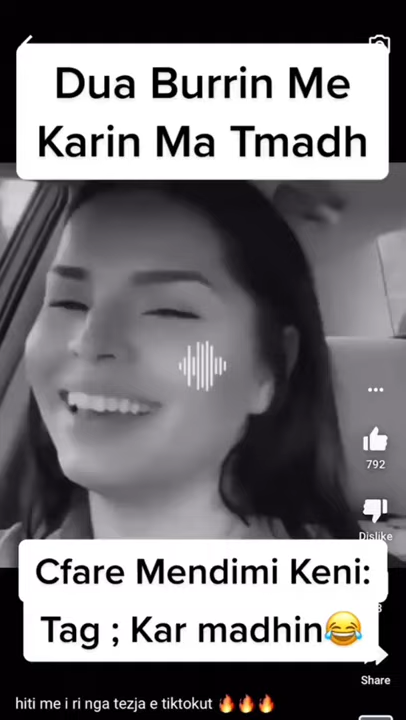 Dua Burrin Me
Karin Ma Tmadh
792
Dislike
Cfare Mendimi Keni:
Tag ; Kar madhin😂
Share
hiti me i ri nga tezja e tiktokut 🔥🔥🔥